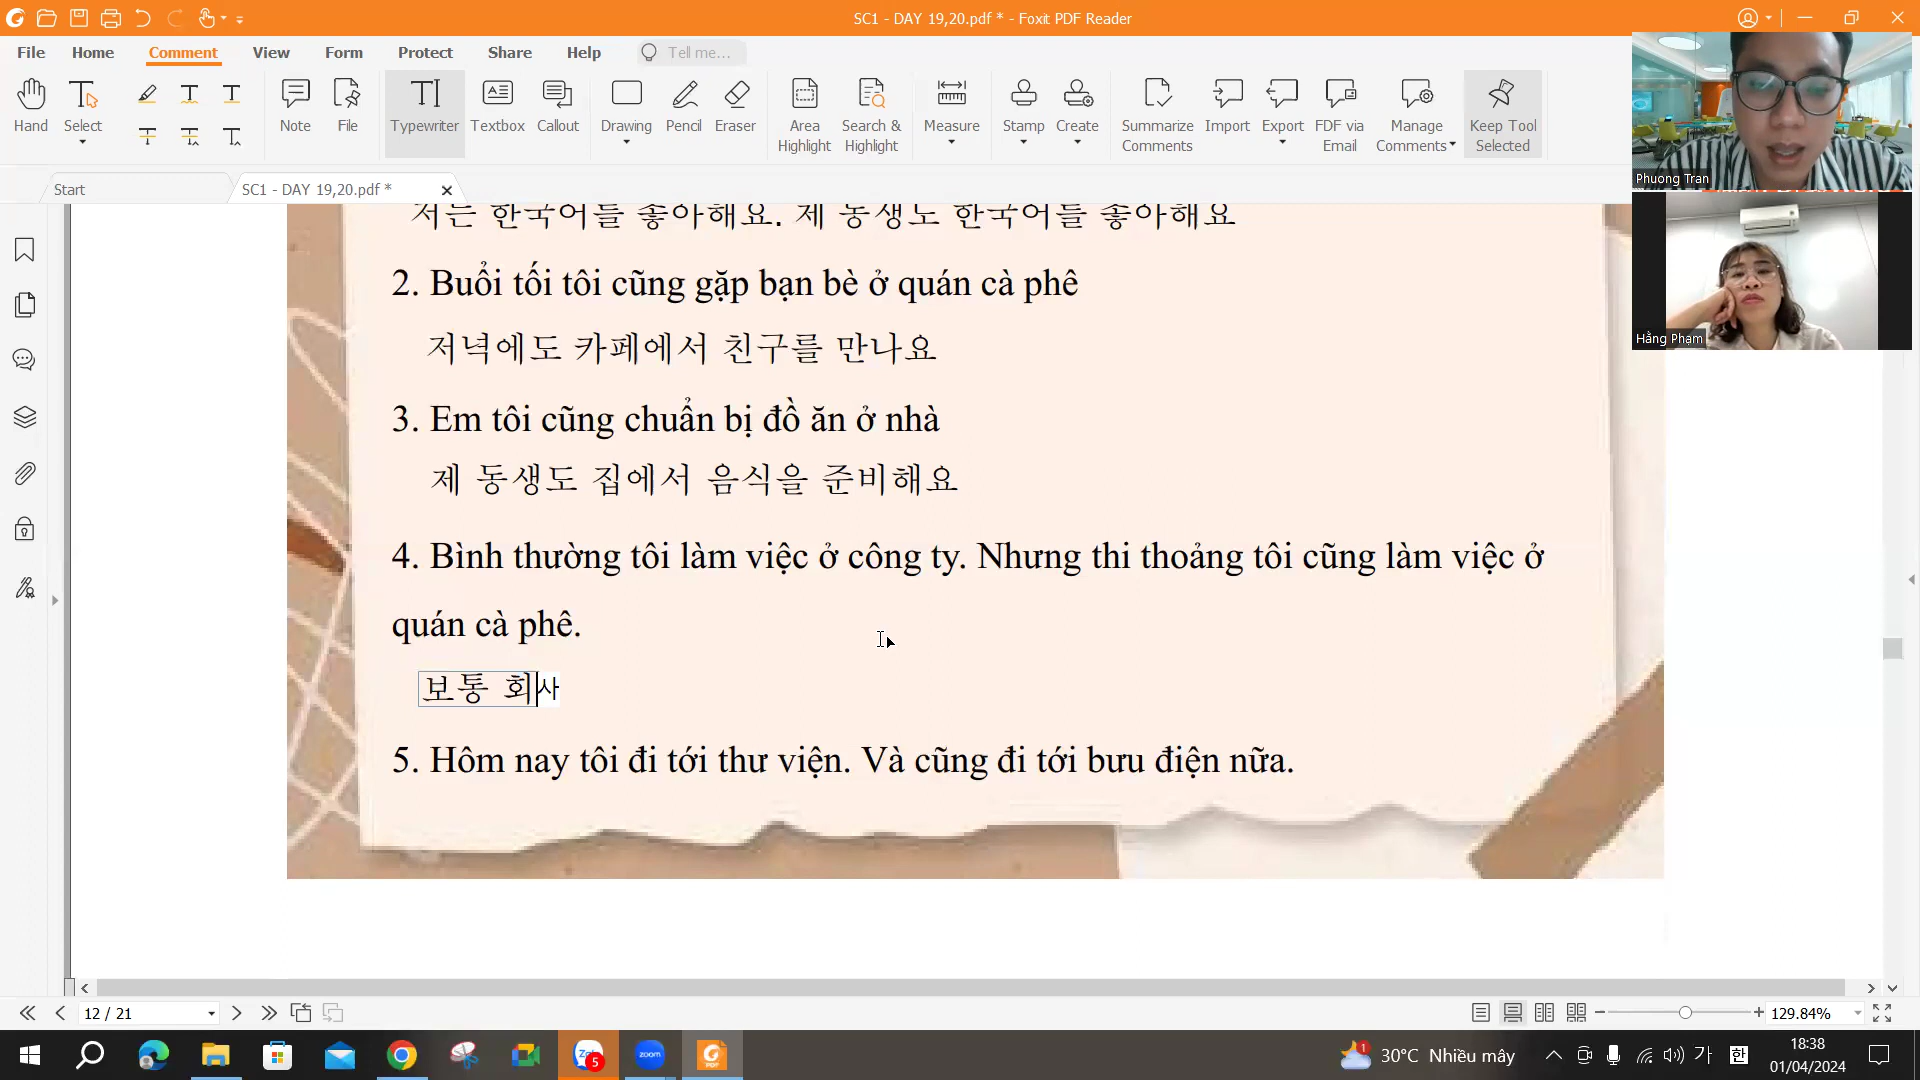 SC1 - DAY 19,20.pdf * - Foxit PDF Reader
File Home Comment View Form Protect Share Help Tell me...
Hand Select Note File Typewriter Textbox Callout Drawing Pencil Eraser Area Highlight Search & Highlight Measure Stamp Create Summarize Comments Import Export FDF via Email Manage Comments Keep Tool Selected
Start SC1 - DAY 19,20.pdf *
Phuong Tran
Hằng Phạm
저는 한국어를 좋아해요. 제 동생도 한국어를 좋아해요
2. Buổi tối tôi cũng gặp bạn bè ở quán cà phê
저녁에도 카페에서 친구를 만나요
3. Em tôi cũng chuẩn bị đồ ăn ở nhà
제 동생도 집에서 음식을 준비해요
4. Bình thường tôi làm việc ở công ty. Nhưng thi thoảng tôi cũng làm việc ở
quán cà phê.
보통 회사
5. Hôm nay tôi đi tới thư viện. Và cũng đi tới bưu điện nữa.
12 / 21
129.84%
5
zoom
1
30°C Nhiều mây
가
한
18:38
01/04/2024